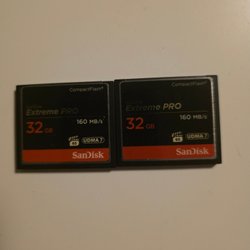 CompactFlash
Extreme PRO
160 MB/s
32 GB
UDMA 7
SanDisk
CompactFlash
Extreme PRO
160 MB/s
32 GB
UDMA 7
SanDisk